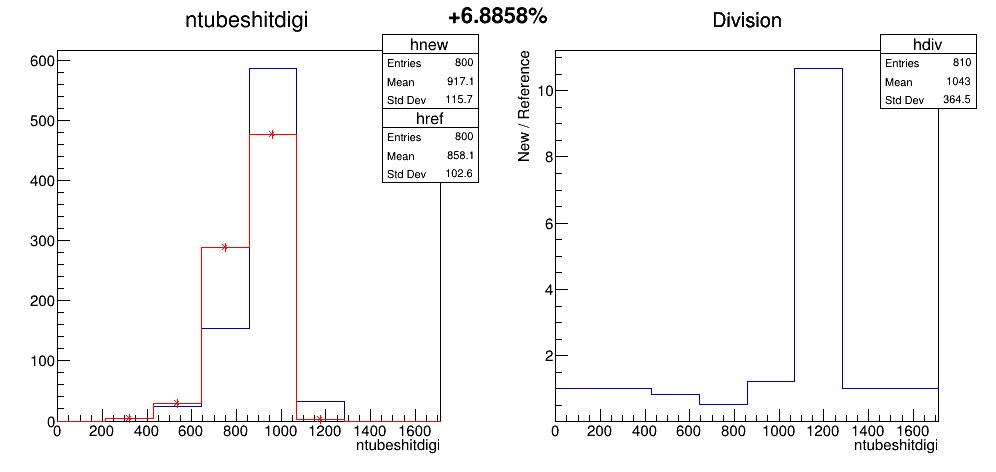 +6.8858%
ntubeshitdigi
hnew
Entries 800
Mean 917.1
Std Dev 115.7
href
Entries 800
Mean 858.1
Std Dev 102.6
600
500
400
300
200
100
0
0 200 400 600 800 1000 1200 1400 1600
ntubeshitdigi
Division
hdiv
Entries 810
Mean 1043
Std Dev 364.5
New / Reference
10
8
6
4
2
0 200 400 600 800 1000 1200 1400 1600
ntubeshitdigi